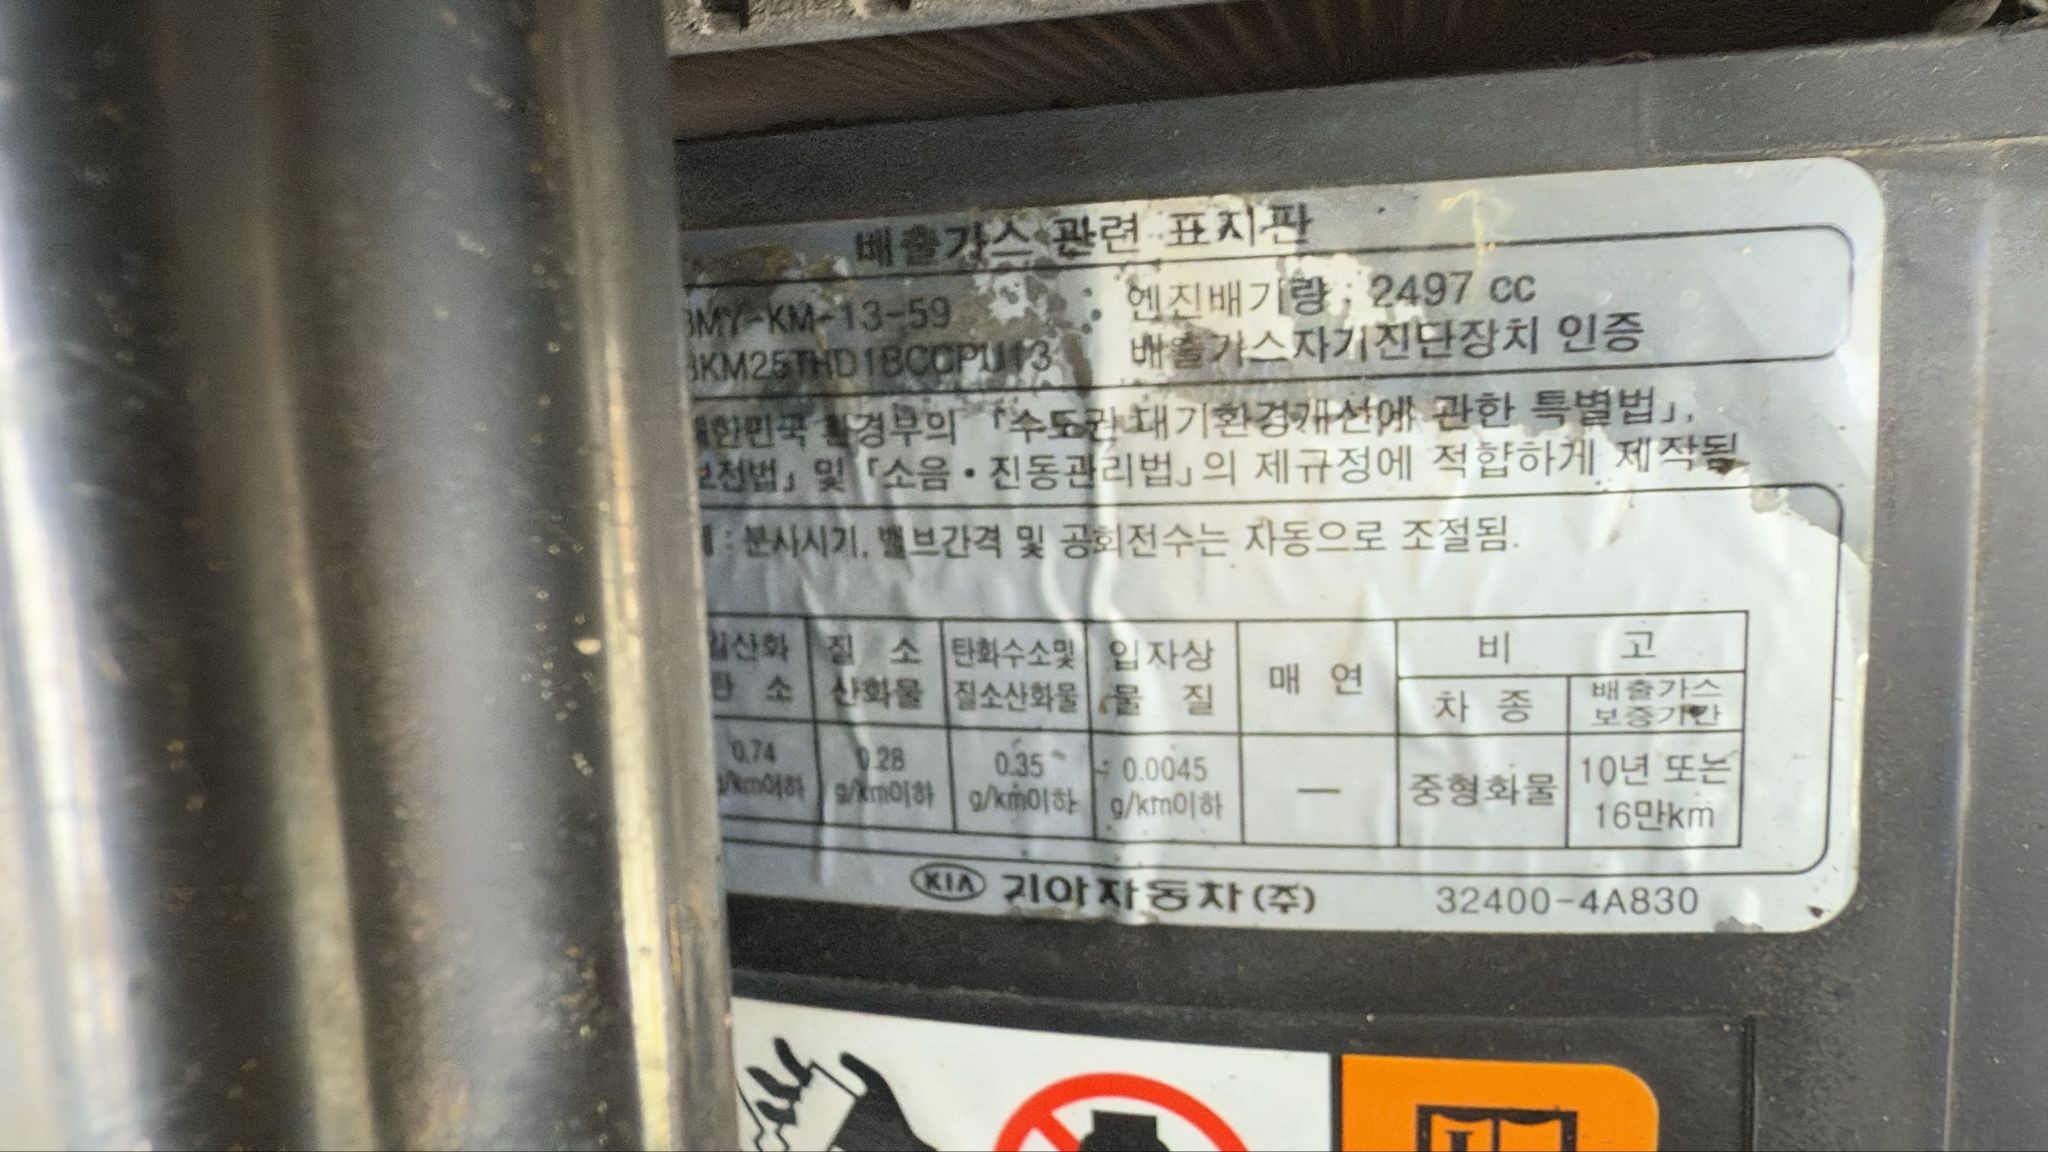 배출가스 관련 표지판
MY-KM-13-59 엔진배기량 : 2497 cc
KM25THD1BCCPU13 배출가스자기진단장치 인증
대한민국 환경부의 「수도권 대기환경개선에 관한 특별법」,
보전법」 및 「소음・진동관리법」의 제규정에 적합하게 제작됨
: 분사시기, 밸브간격 및 공회전수는 자동으로 조절됨.
일산화 질 소 탄화수소및 입자상 매 연 비 고
탄 소 산화물 질소산화물 물 질 차 종 배출가스
보증기간
0.74 0.28 0.35 0.0045 — 중형화물 10년 또는
g/km이하 g/km이하 g/km이하 g/km이하 16만km
KIA 기아자동차(주) 32400-4A830